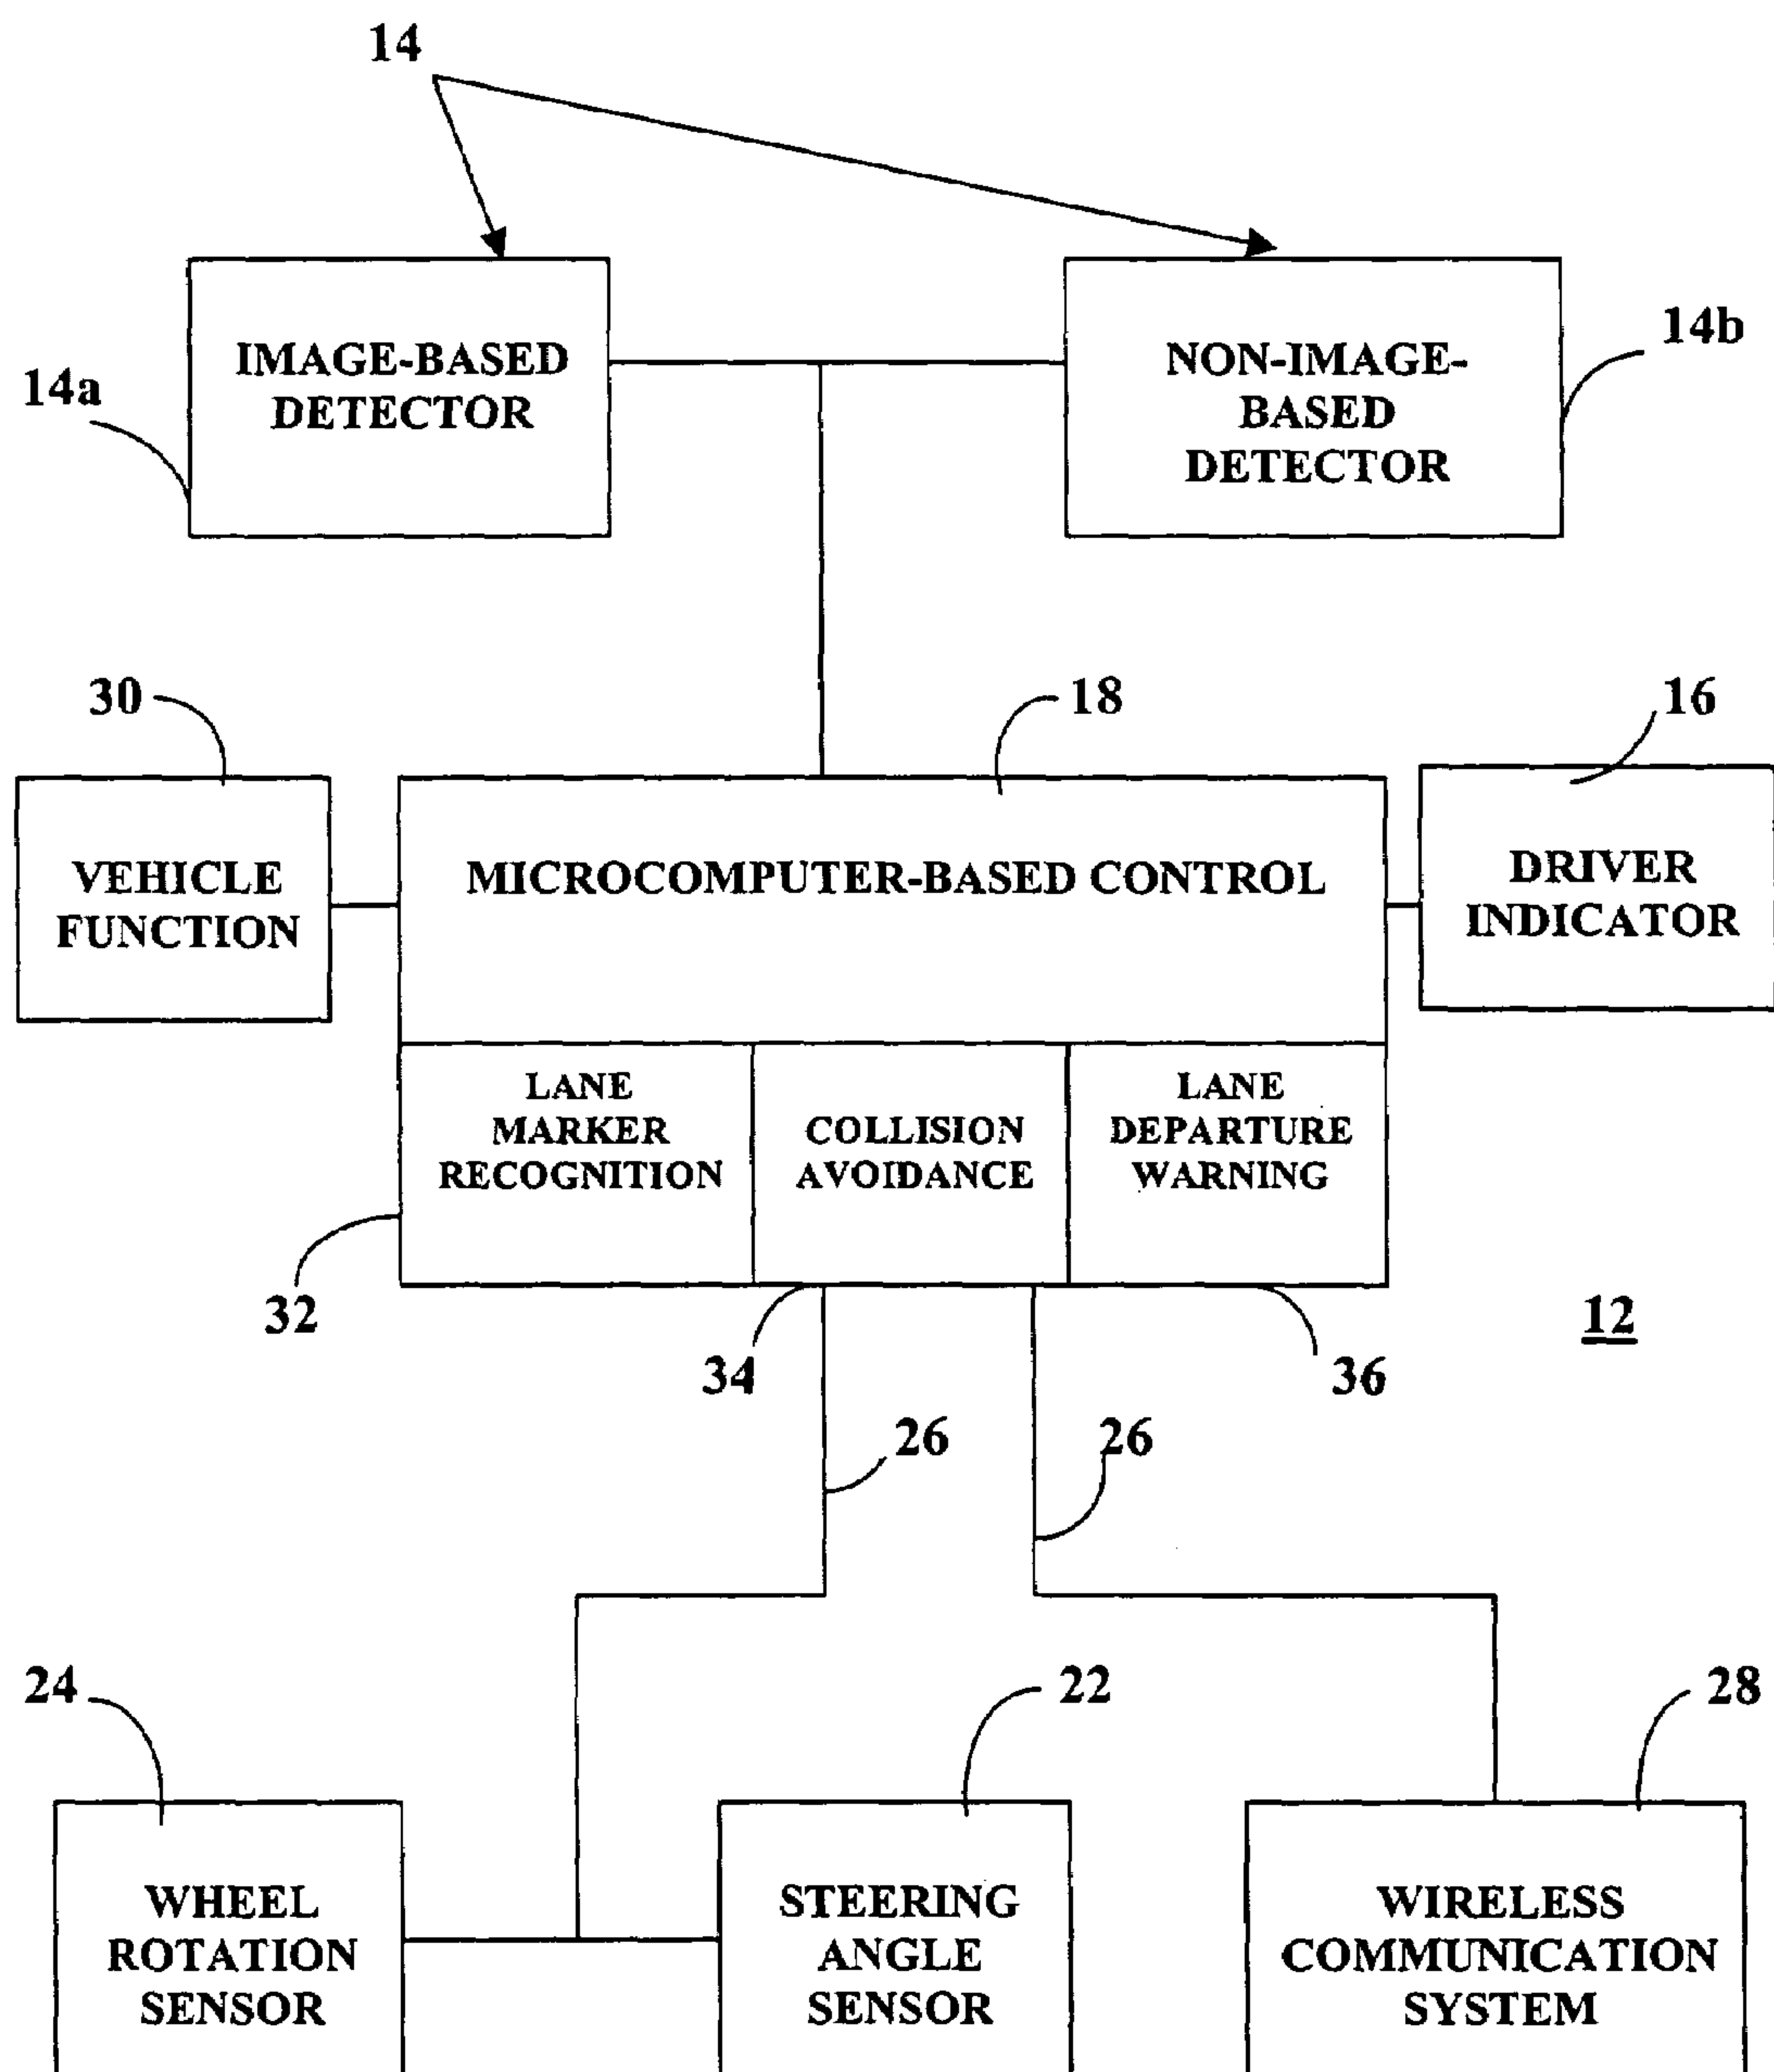 14
14a
IMAGE-BASED
DETECTOR
NON-IMAGE-
BASED
DETECTOR
14b
30
18
16
VEHICLE
FUNCTION
MICROCOMPUTER-BASED CONTROL
DRIVER
INDICATOR
LANE
MARKER
RECOGNITION
COLLISION
AVOIDANCE
LANE
DEPARTURE
WARNING
32
34
36
12
26
26
24
22
28
WHEEL
ROTATION
SENSOR
STEERING
ANGLE
SENSOR
WIRELESS
COMMUNICATION
SYSTEM